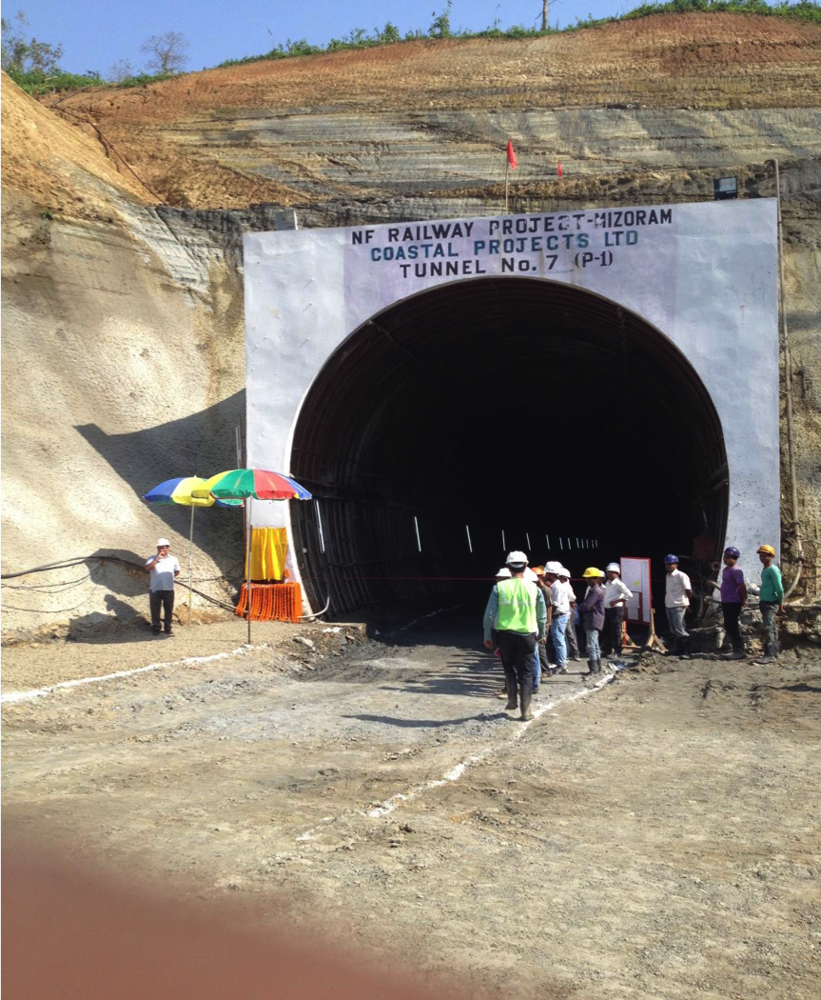 NF RAILWAY PROJECT-MIZORAM
COASTAL PROJECTS LTD
TUNNEL No. 7 (P-1)